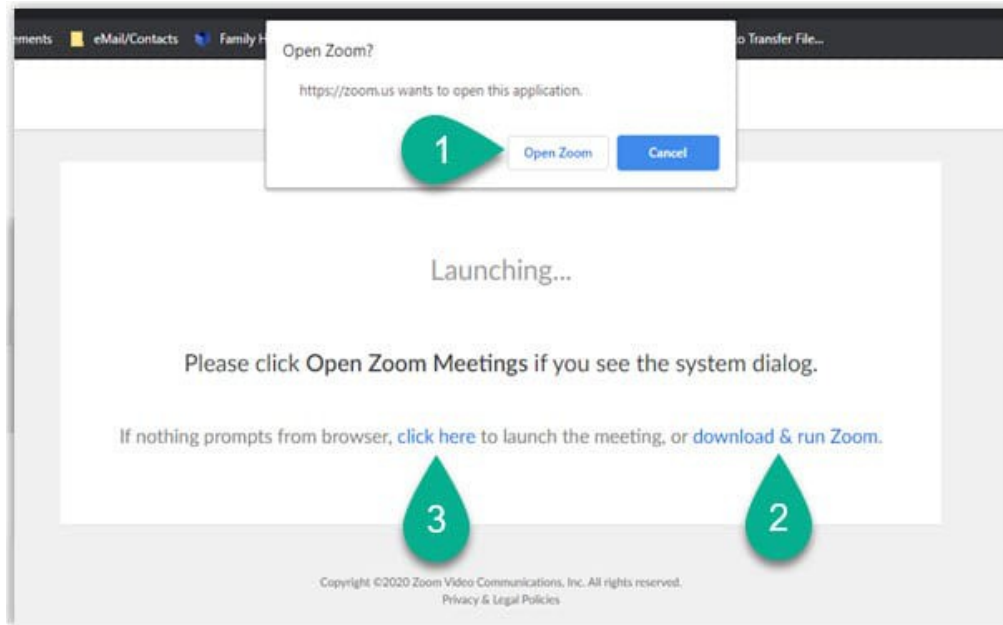 ements eMail/Contacts Family H o Transfer File...
Open Zoom?
https://zoom.us wants to open this application.
1 Open Zoom Cancel
Launching...
Please click Open Zoom Meetings if you see the system dialog.
If nothing prompts from browser, click here to launch the meeting, or download & run Zoom.
3 2
Copyright ©2020 Zoom Video Communications, Inc. All rights reserved.
Privacy & Legal Policies